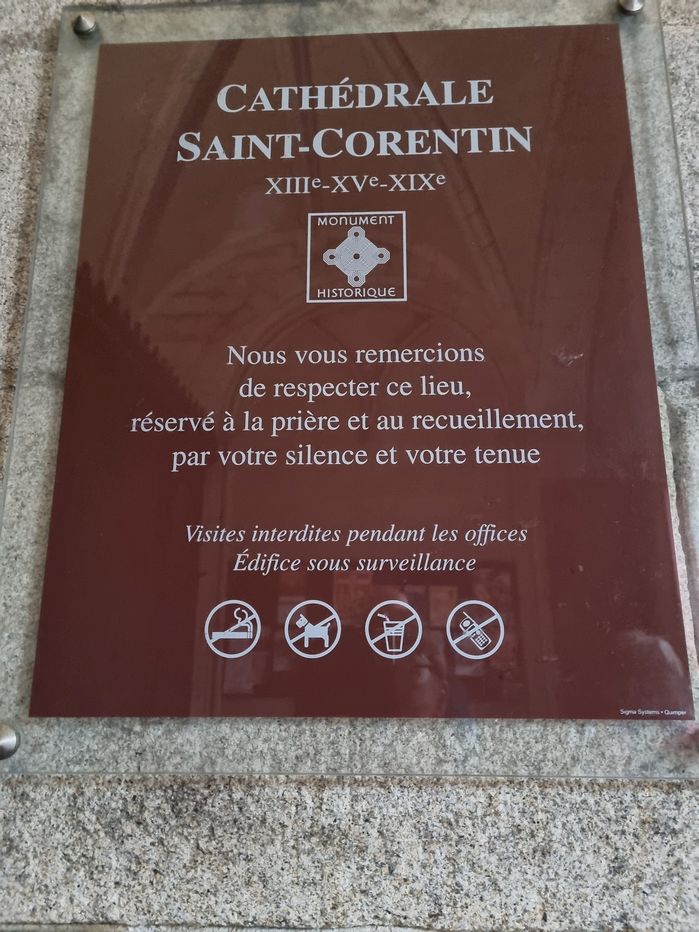 CATHÉDRALE
SAINT-CORENTIN
XIIIe-XVe-XIXe
MONUMENT
HISTORIQUE
Nous vous remercions
de respecter ce lieu,
réservé à la prière et au recueillement,
par votre silence et votre tenue
Visites interdites pendant les offices
Édifice sous surveillance
Sigma Systems • Quimper